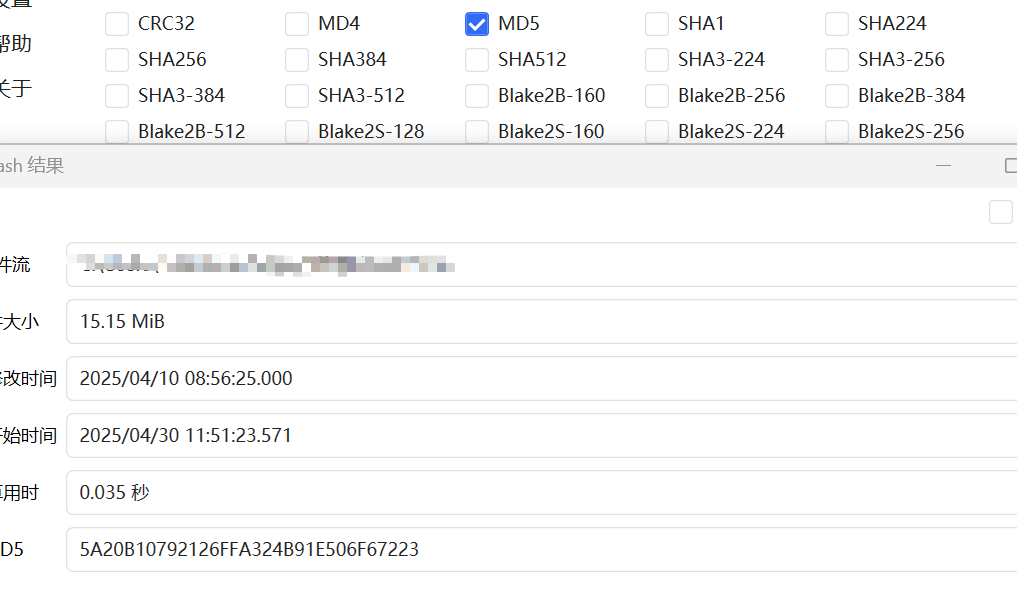 CRC32 MD4 MD5 SHA1 SHA224
帮助
SHA256 SHA384 SHA512 SHA3-224 SHA3-256
关于
SHA3-384 SHA3-512 Blake2B-160 Blake2B-256 Blake2B-384
Blake2B-512 Blake2S-128 Blake2S-160 Blake2S-224 Blake2S-256
ash 结果
件流
大小 15.15 MiB
改时间 2025/04/10 08:56:25.000
始时间 2025/04/30 11:51:23.571
用时 0.035 秒
D5 5A20B10792126FFA324B91E506F67223